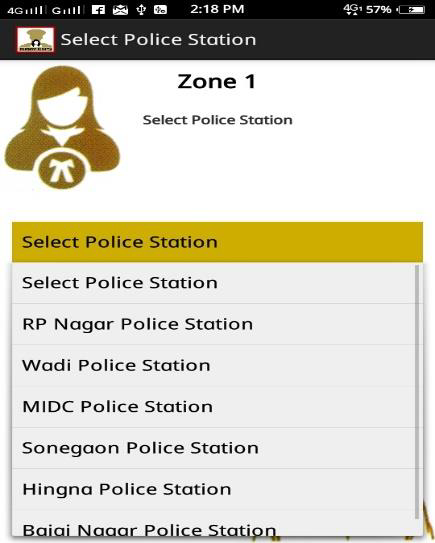 4G G 2:18 PM 4G1 57%
Select Police Station
Zone 1
Select Police Station
Select Police Station
Select Police Station
RP Nagar Police Station
Wadi Police Station
MIDC Police Station
Sonegaon Police Station
Hingna Police Station
Bajaj Nagar Police Station